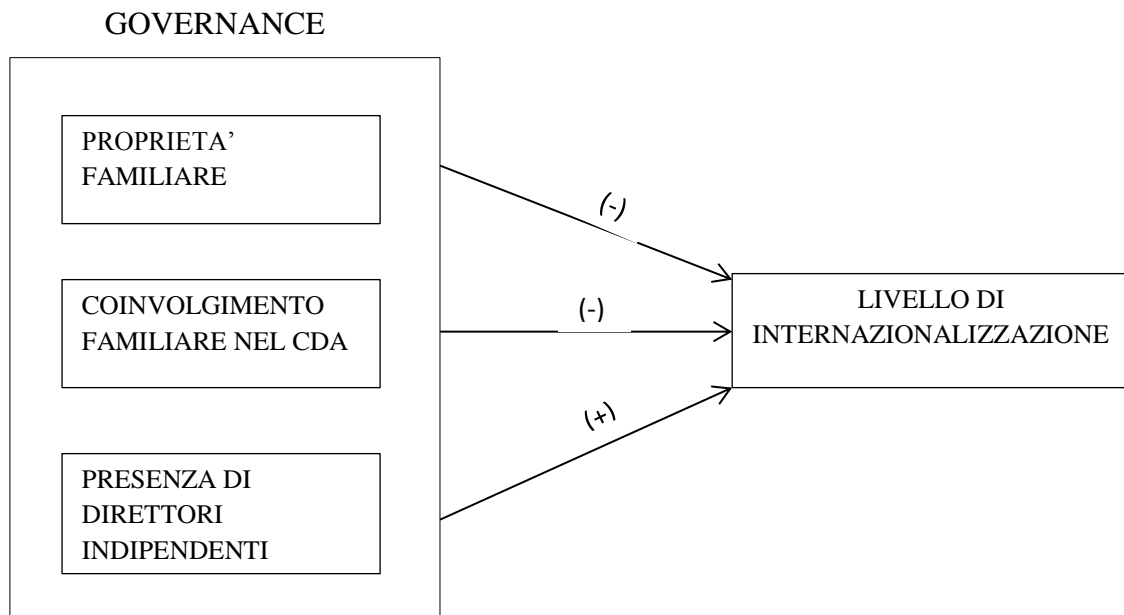 GOVERNANCE
PROPRIETA’
FAMILIARE
(-)
COINVOLGIMENTO
FAMILIARE NEL CDA
(-)
LIVELLO DI
INTERNAZIONALIZZAZIONE
(+)
PRESENZA DI
DIRETTORI
INDIPENDENTI